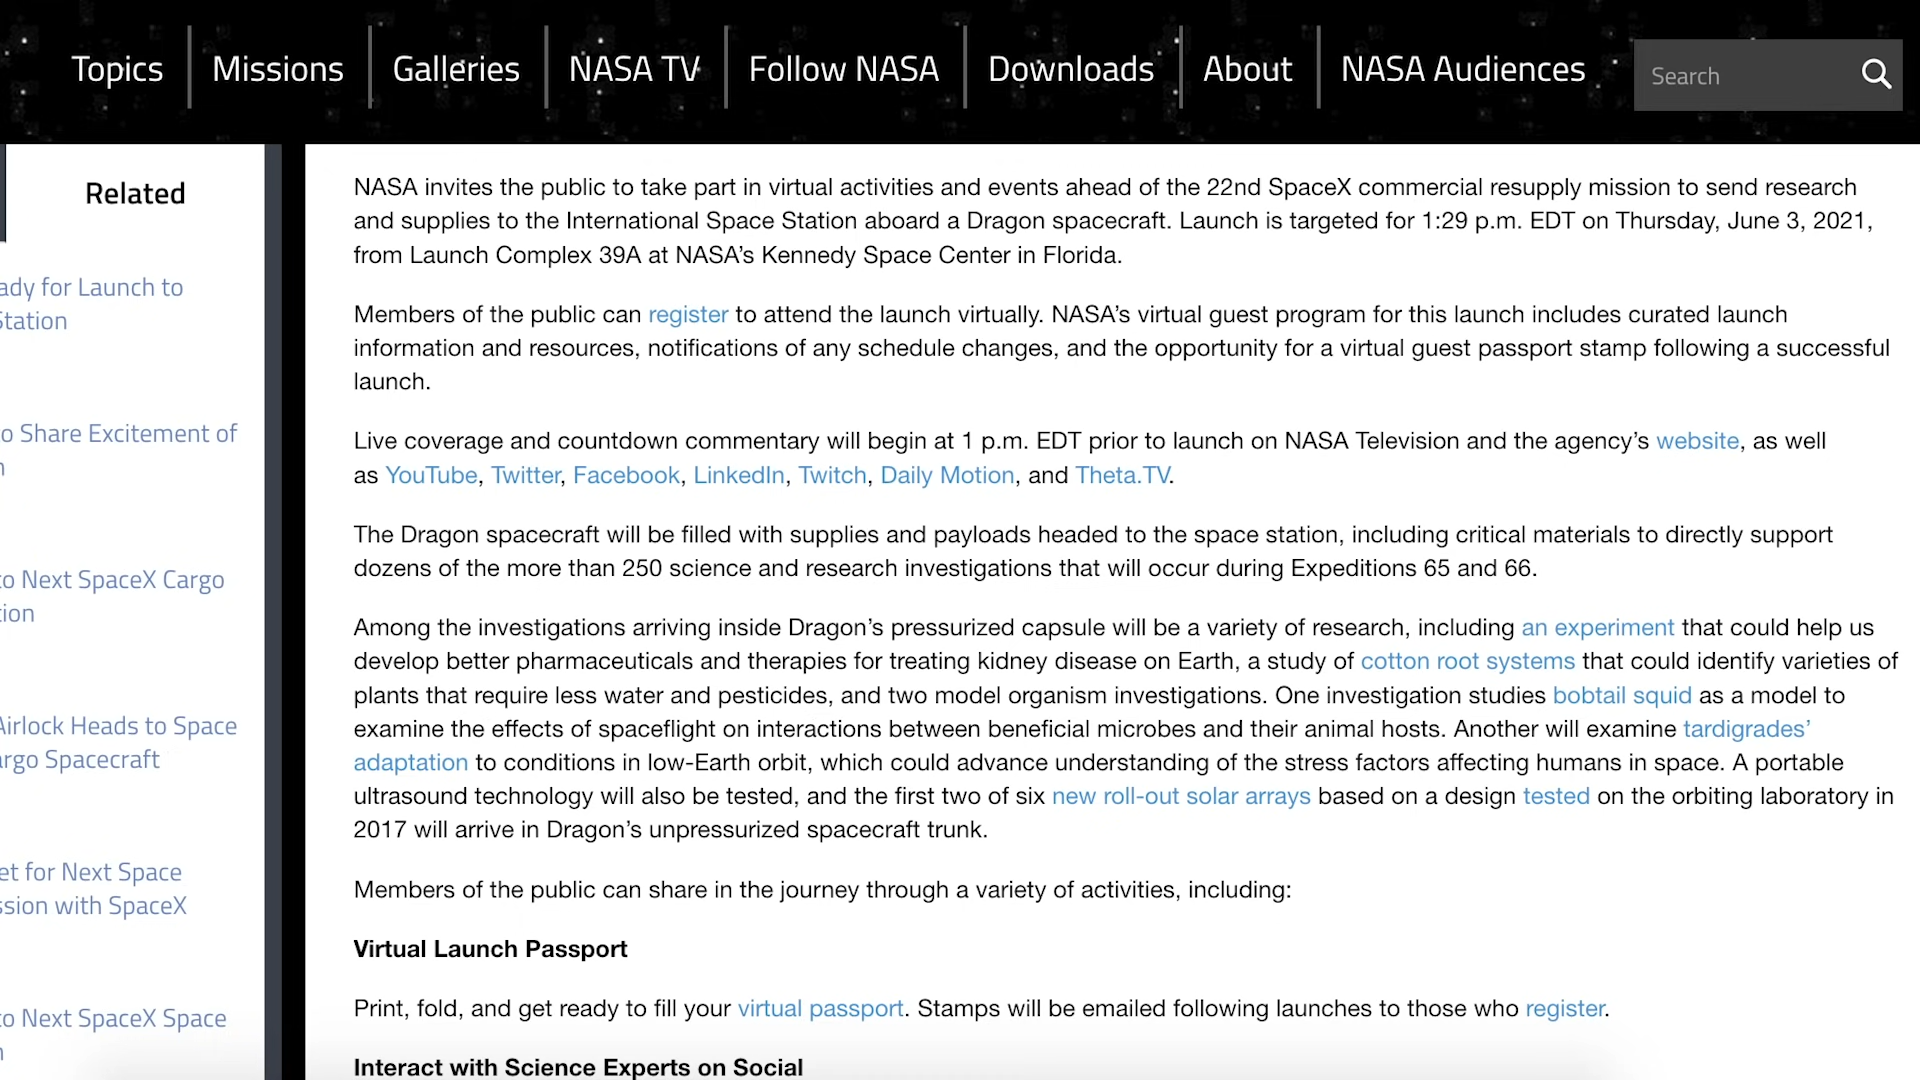 Topics
Missions
Galleries
NASA TV
Follow NASA
Downloads
About
NASA Audiences
Search
Related
ady for Launch to
Station
o Share Excitement of
n
to Next SpaceX Cargo
tion
Airlock Heads to Space
argo Spacecraft
et for Next Space
ssion with SpaceX
to Next SpaceX Space
n
NASA invites the public to take part in virtual activities and events ahead of the 22nd SpaceX commercial resupply mission to send research
and supplies to the International Space Station aboard a Dragon spacecraft. Launch is targeted for 1:29 p.m. EDT on Thursday, June 3, 2021,
from Launch Complex 39A at NASA’s Kennedy Space Center in Florida.
Members of the public can register to attend the launch virtually. NASA’s virtual guest program for this launch includes curated launch
information and resources, notifications of any schedule changes, and the opportunity for a virtual guest passport stamp following a successful
launch.
Live coverage and countdown commentary will begin at 1 p.m. EDT prior to launch on NASA Television and the agency’s website, as well
as YouTube, Twitter, Facebook, LinkedIn, Twitch, Daily Motion, and Theta.TV.
The Dragon spacecraft will be filled with supplies and payloads headed to the space station, including critical materials to directly support
dozens of the more than 250 science and research investigations that will occur during Expeditions 65 and 66.
Among the investigations arriving inside Dragon’s pressurized capsule will be a variety of research, including an experiment that could help us
develop better pharmaceuticals and therapies for treating kidney disease on Earth, a study of cotton root systems that could identify varieties of
plants that require less water and pesticides, and two model organism investigations. One investigation studies bobtail squid as a model to
examine the effects of spaceflight on interactions between beneficial microbes and their animal hosts. Another will examine tardigrades’
adaptation to conditions in low-Earth orbit, which could advance understanding of the stress factors affecting humans in space. A portable
ultrasound technology will also be tested, and the first two of six new roll-out solar arrays based on a design tested on the orbiting laboratory in
2017 will arrive in Dragon’s unpressurized spacecraft trunk.
Members of the public can share in the journey through a variety of activities, including:
Virtual Launch Passport
Print, fold, and get ready to fill your virtual passport. Stamps will be emailed following launches to those who register.
Interact with Science Experts on Social